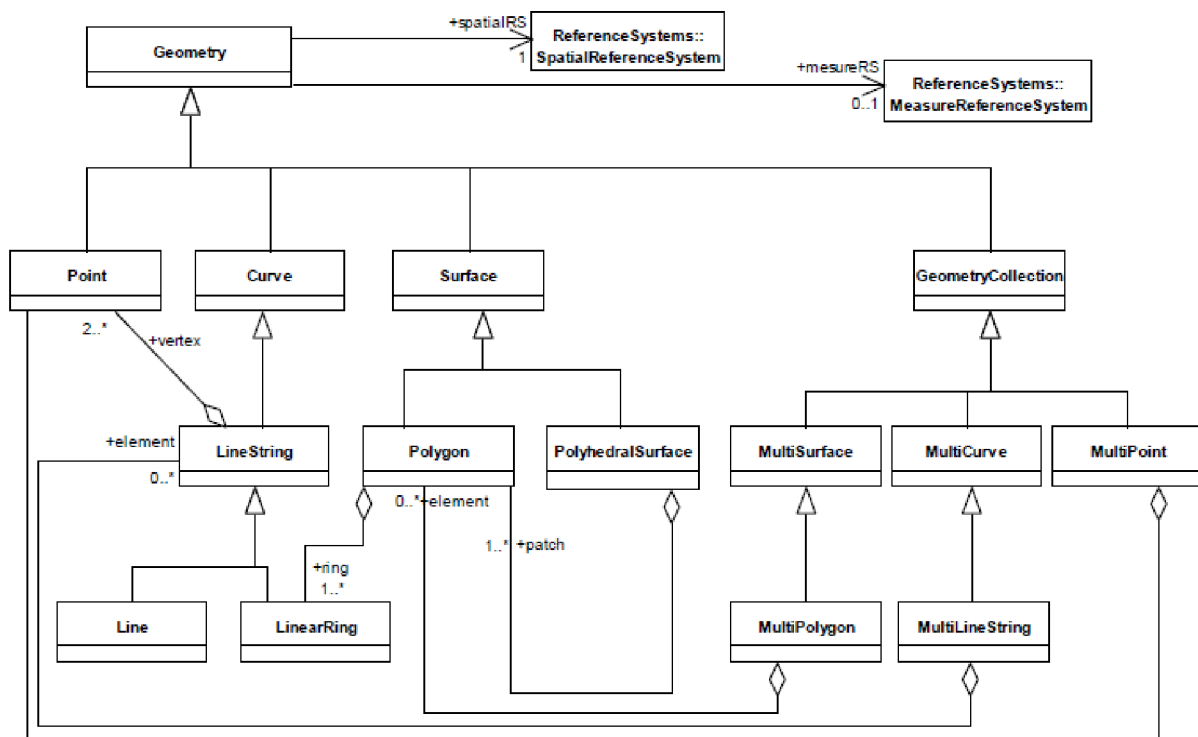 +spatialRS
Geometry
ReferenceSystems::
SpatialReferenceSystem
1
+mesureRS
ReferenceSystems::
MeasureReferenceSystem
0..1
Point
Curve
Surface
GeometryCollection
2..*
+vertex
+element
LineString
Polygon
PolyhedralSurface
MultiSurface
MultiCurve
MultiPoint
0..*
0..*
+element
1..*
+patch
+ring
1..*
Line
LinearRing
MultiPolygon
MultiLineString